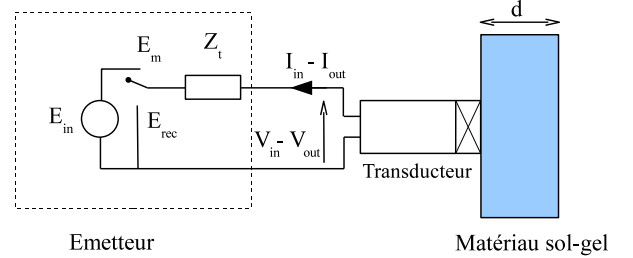 d
E_m
Z_t
I_in - I_out
E_in
E_rec
V_in - V_out
Transducteur
Emetteur
Matériau sol-gel